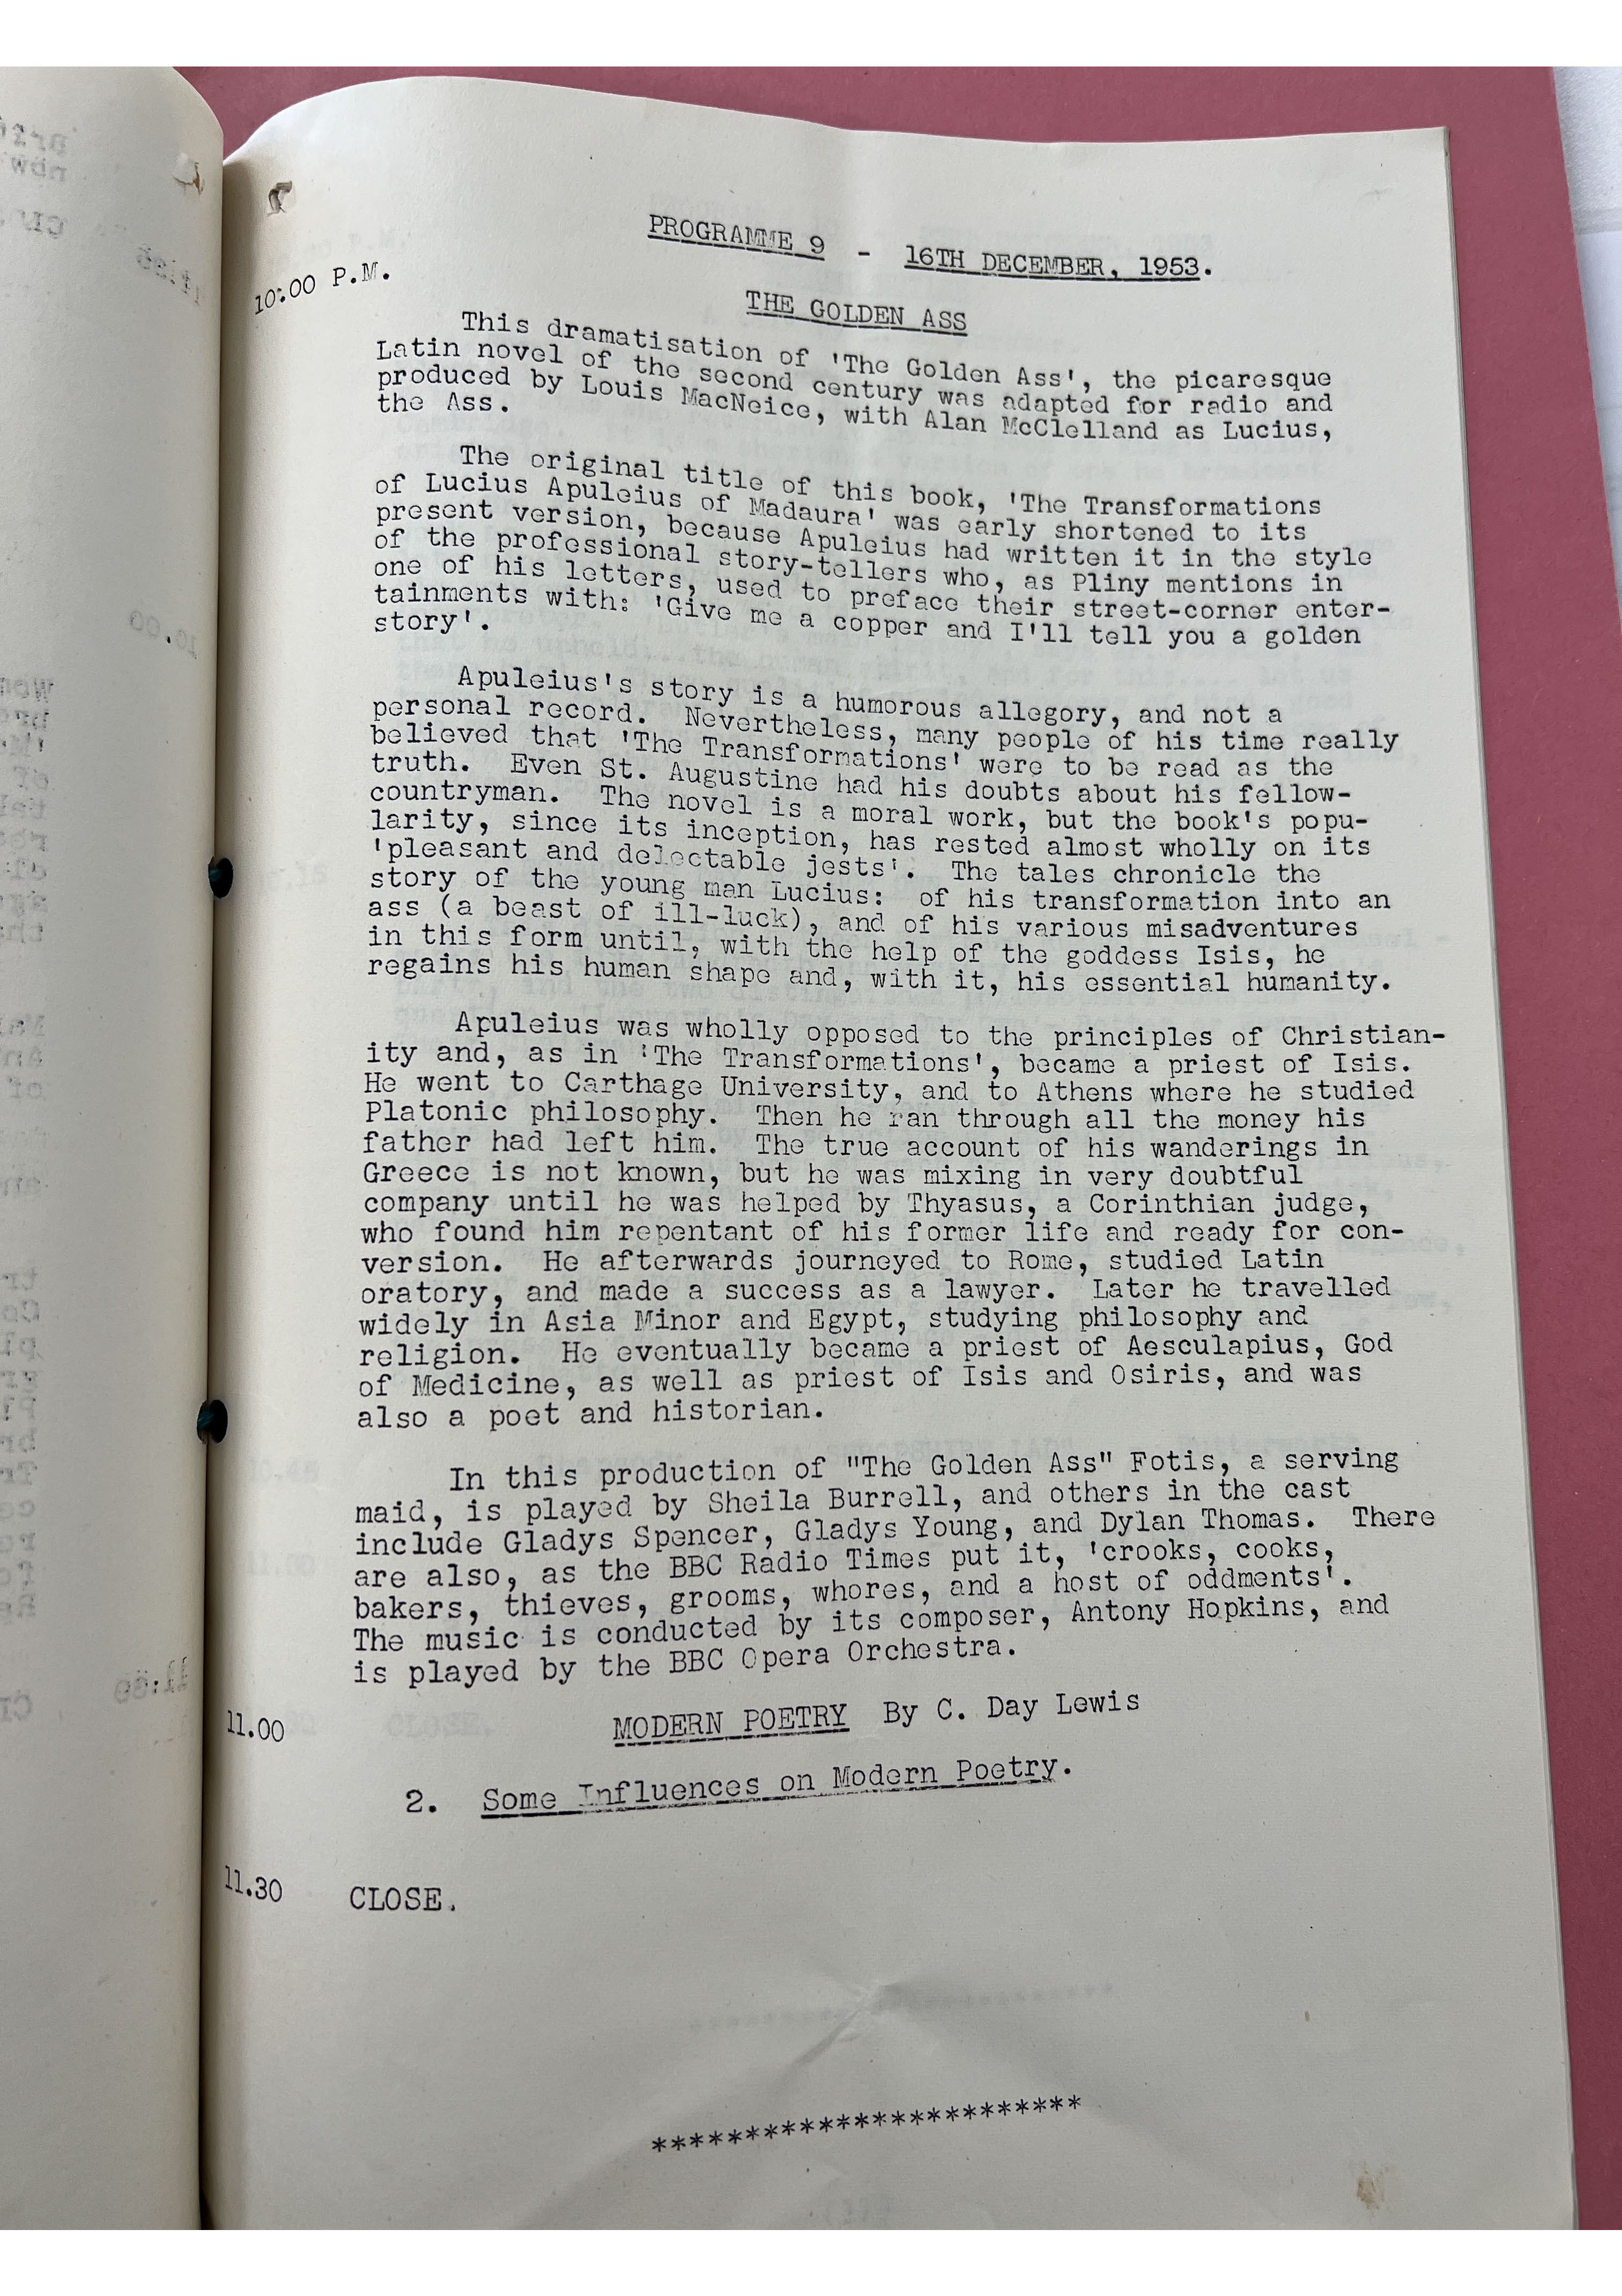 PROGRAMME 9 - 16TH DECEMBER, 1953.
10:00 P.M.
THE GOLDEN ASS
This dramatisation of 'The Golden Ass', the picaresque
Latin novel of the second century was adapted for radio and
produced by Louis MacNeice, with Alan McClelland as Lucius,
the Ass.
The original title of this book, 'The Transformations
of Lucius Apuleius of Madaura' was early shortened to its
present version, because Apuleius had written it in the style
of the professional story-tellers who, as Pliny mentions in
one of his letters, used to preface their street-corner enter-
tainments with: 'Give me a copper and I'll tell you a golden
story'.
Apuleius's story is a humorous allegory, and not a
personal record. Nevertheless, many people of his time really
believed that 'The Transformations' were to be read as the
truth. Even St. Augustine had his doubts about his fellow-
countryman. The novel is a moral work, but the book's popu-
larity, since its inception, has rested almost wholly on its
'pleasant and delectable jests'. The tales chronicle the
story of the young man Lucius: of his transformation into an
ass (a beast of ill-luck), and of his various misadventures
in this form until, with the help of the goddess Isis, he
regains his human shape and, with it, his essential humanity.
Apuleius was wholly opposed to the principles of Christian-
ity and, as in 'The Transformations', became a priest of Isis.
He went to Carthage University, and to Athens where he studied
Platonic philosophy. Then he ran through all the money his
father had left him. The true account of his wanderings in
Greece is not known, but he was mixing in very doubtful
company until he was helped by Thyasus, a Corinthian judge,
who found him repentant of his former life and ready for con-
version. He afterwards journeyed to Rome, studied Latin
oratory, and made a success as a lawyer. Later he travelled
widely in Asia Minor and Egypt, studying philosophy and
religion. He eventually became a priest of Aesculapius, God
of Medicine, as well as priest of Isis and Osiris, and was
also a poet and historian.
In this production of "The Golden Ass" Fotis, a serving
maid, is played by Sheila Burrell, and others in the cast
include Gladys Spencer, Gladys Young, and Dylan Thomas. There
are also, as the BBC Radio Times put it, 'crooks, cooks,
bakers, thieves, grooms, whores, and a host of oddments'.
The music is conducted by its composer, Antony Hopkins, and
is played by the BBC Opera Orchestra.
11.00 MODERN POETRY By C. Day Lewis
2. Some Influences on Modern Poetry.
11.30 CLOSE.
************************